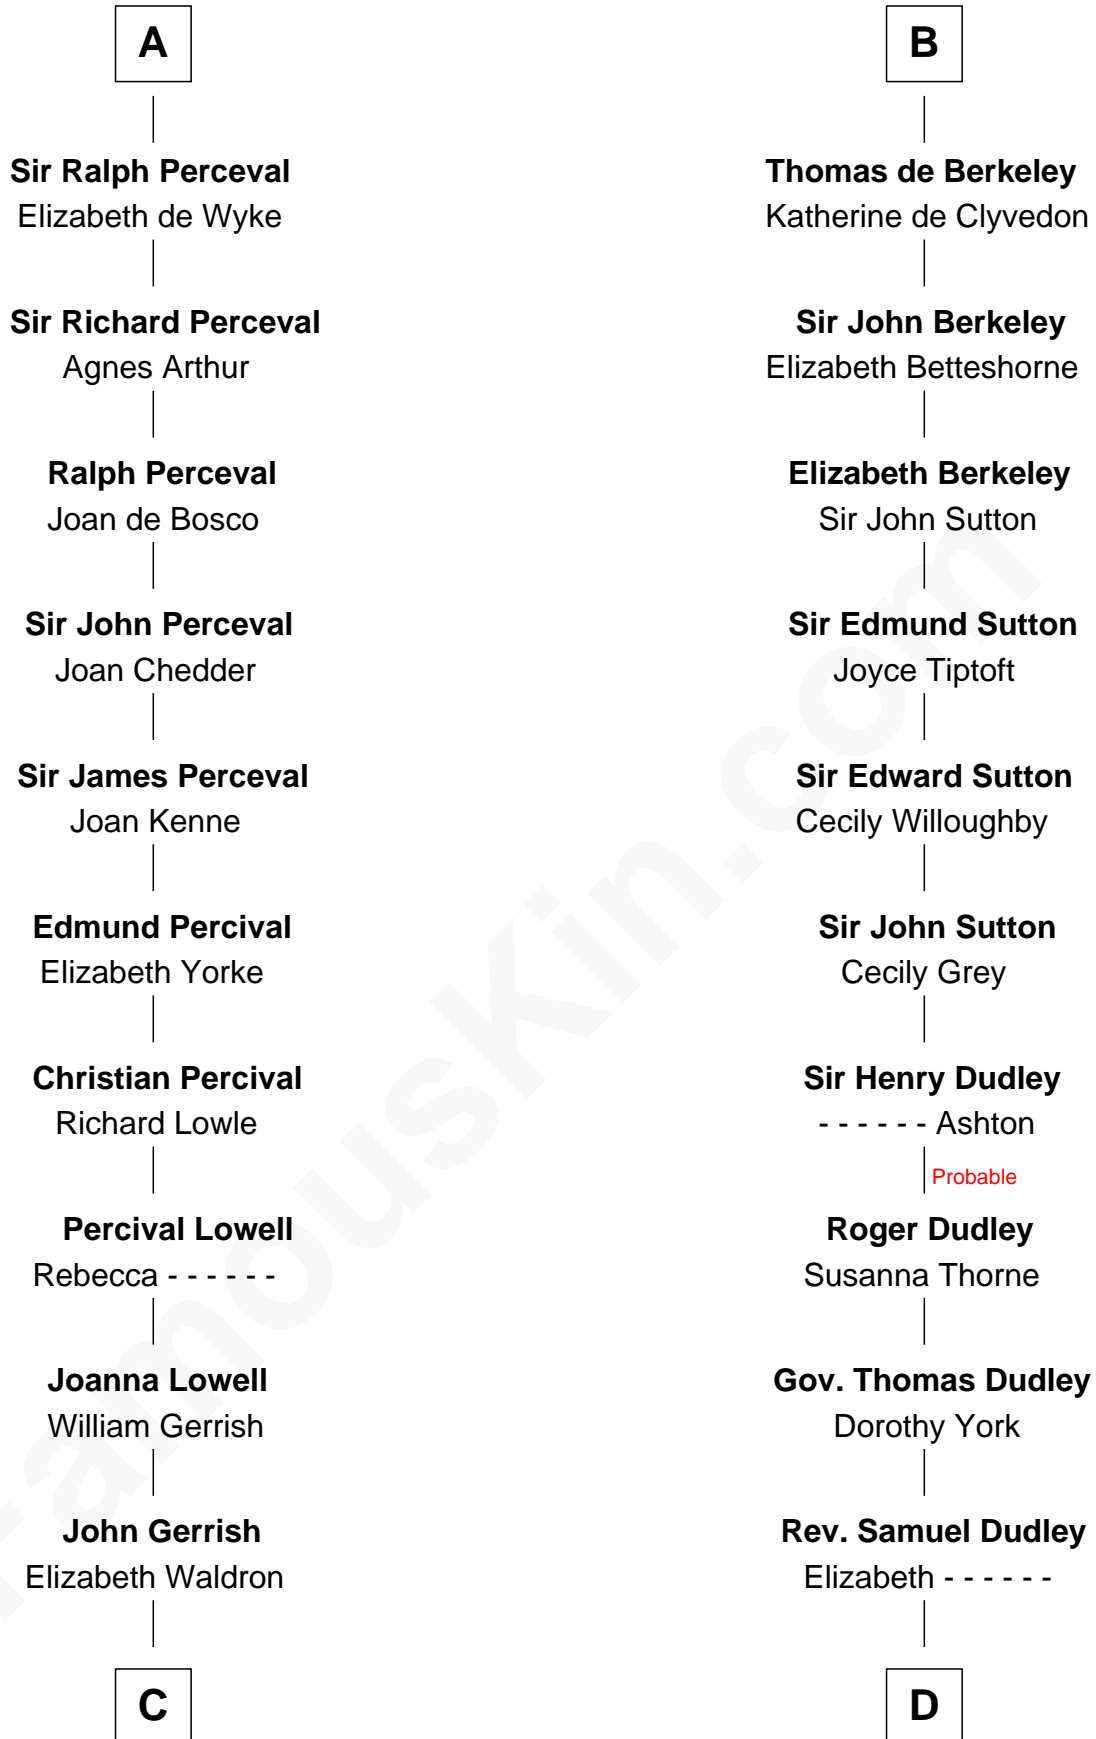 A
Sir Ralph Perceval
Elizabeth de Wyke
Sir Richard Perceval
Agnes Arthur
Ralph Perceval
Joan de Bosco
Sir John Perceval
Joan Chedder
Sir James Perceval
Joan Kenne
Edmund Percival
Elizabeth Yorke
Christian Percival
Richard Lowle
Percival Lowell
Rebecca - - - - - -
Joanna Lowell
William Gerrish
John Gerrish
Elizabeth Waldron
C
B
Thomas de Berkeley
Katherine de Clyvedon
Sir John Berkeley
Elizabeth Betteshorne
Elizabeth Berkeley
Sir John Sutton
Sir Edmund Sutton
Joyce Tiptoft
Sir Edward Sutton
Cecily Willoughby
Sir John Sutton
Cecily Grey
Sir Henry Dudley
- - - - - - Ashton
Probable
Roger Dudley
Susanna Thorne
Gov. Thomas Dudley
Dorothy York
Rev. Samuel Dudley
Elizabeth - - - - - -
D
FamousKin.com